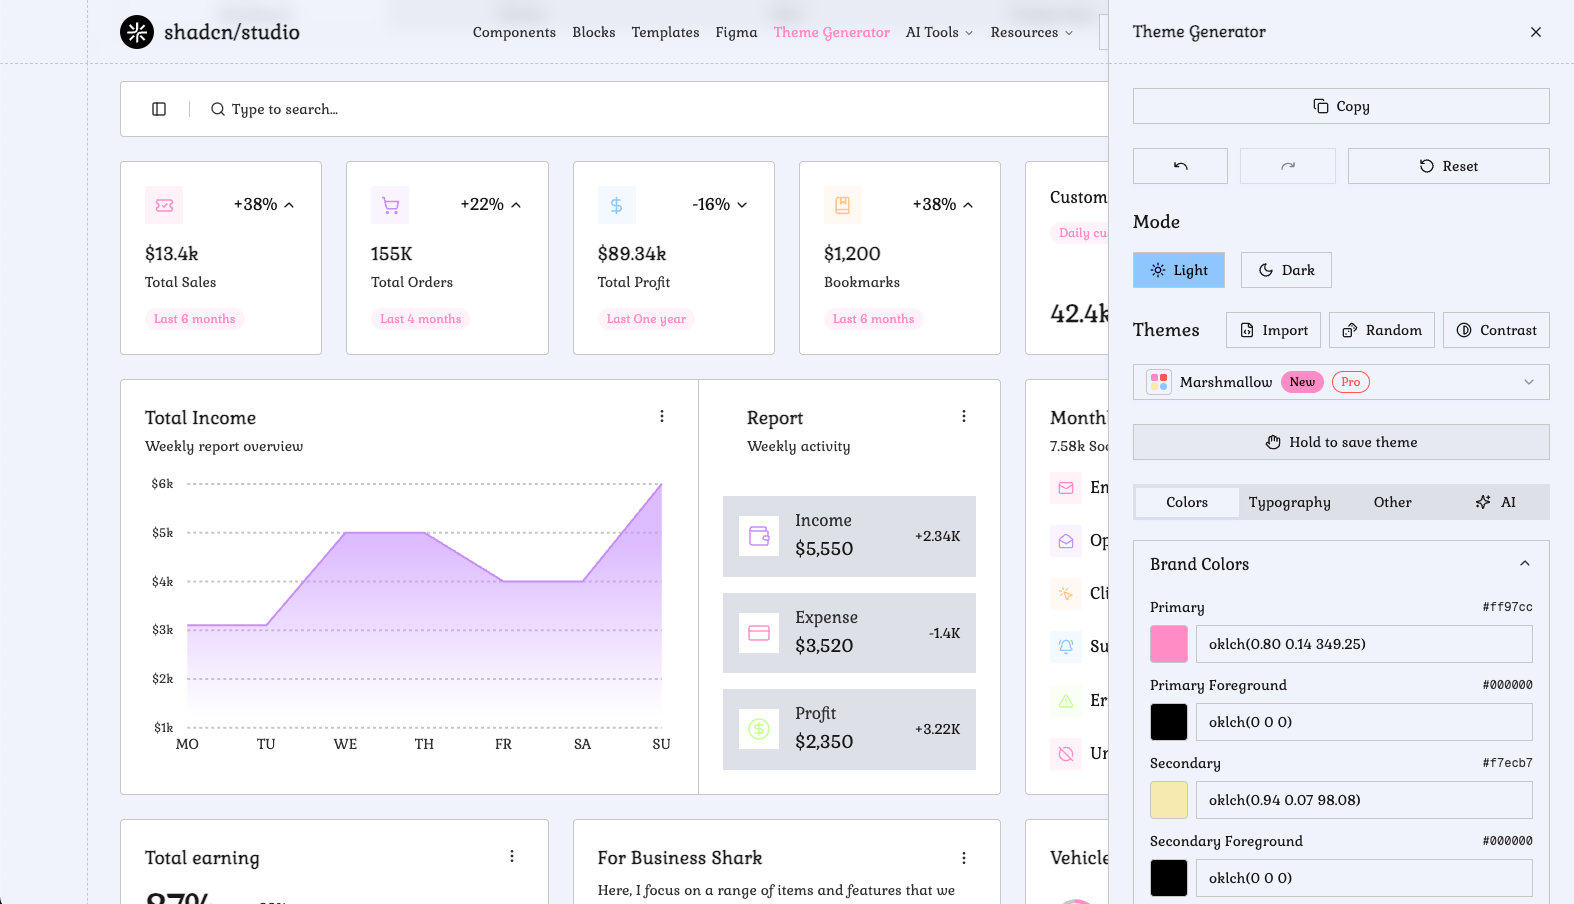 shadcn/studio
Components Blocks Templates Figma Theme Generator AI Tools Resources
Type to search...
+38%
$13.4k
Total Sales
Last 6 months
+22%
155K
Total Orders
Last 4 months
-16%
$89.34k
Total Profit
Last One year
+38%
$1,200
Bookmarks
Last 6 months
Custom
Daily cu
42.4k
Total Income
Weekly report overview
$6k
$5k
$4k
$3k
$2k
$1k
MO TU WE TH FR SA SU
Report
Weekly activity
Income
$5,550
+2.34K
Expense
$3,520
-1.4K
Profit
$2,350
+3.22K
Month
7.58k Soc
Em
Op
Cli
Su
Er
Un
Total earning
87%
For Business Shark
Here, I focus on a range of items and features that we
Vehicle
Theme Generator
Copy
Reset
Mode
Light
Dark
Themes
Import
Random
Contrast
Marshmallow New Pro
Hold to save theme
Colors Typography Other AI
Brand Colors
Primary #ff97cc
oklch(0.80 0.14 349.25)
Primary Foreground #000000
oklch(0 0 0)
Secondary #f7ecb7
oklch(0.94 0.07 98.08)
Secondary Foreground #000000
oklch(0 0 0)